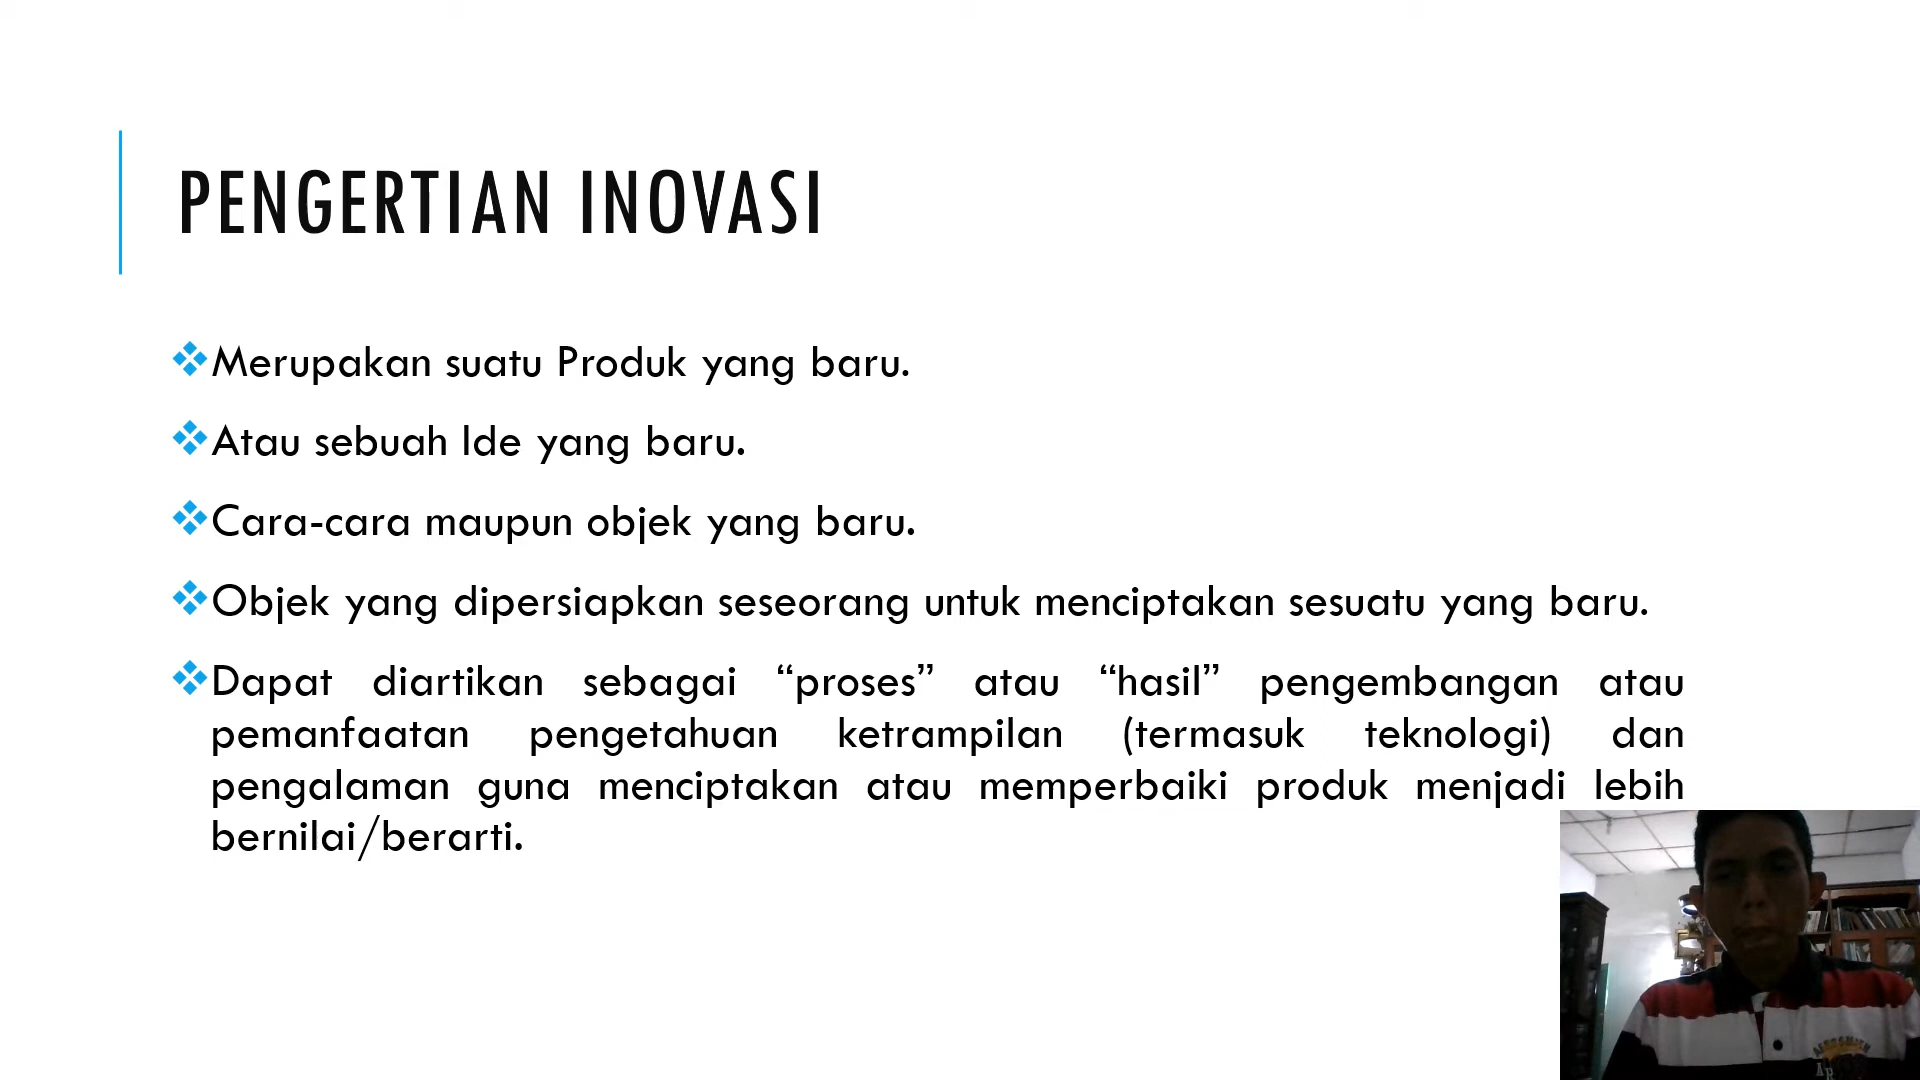 PENGERTIAN INOVASI
Merupakan suatu Produk yang baru.
Atau sebuah Ide yang baru.
Cara-cara maupun objek yang baru.
Objek yang dipersiapkan seseorang untuk menciptakan sesuatu yang baru.
Dapat diartikan sebagai “proses” atau “hasil” pengembangan atau
pemanfaatan pengetahuan ketrampilan (termasuk teknologi) dan
pengalaman guna menciptakan atau memperbaiki produk menjadi lebih
bernilai/berarti.